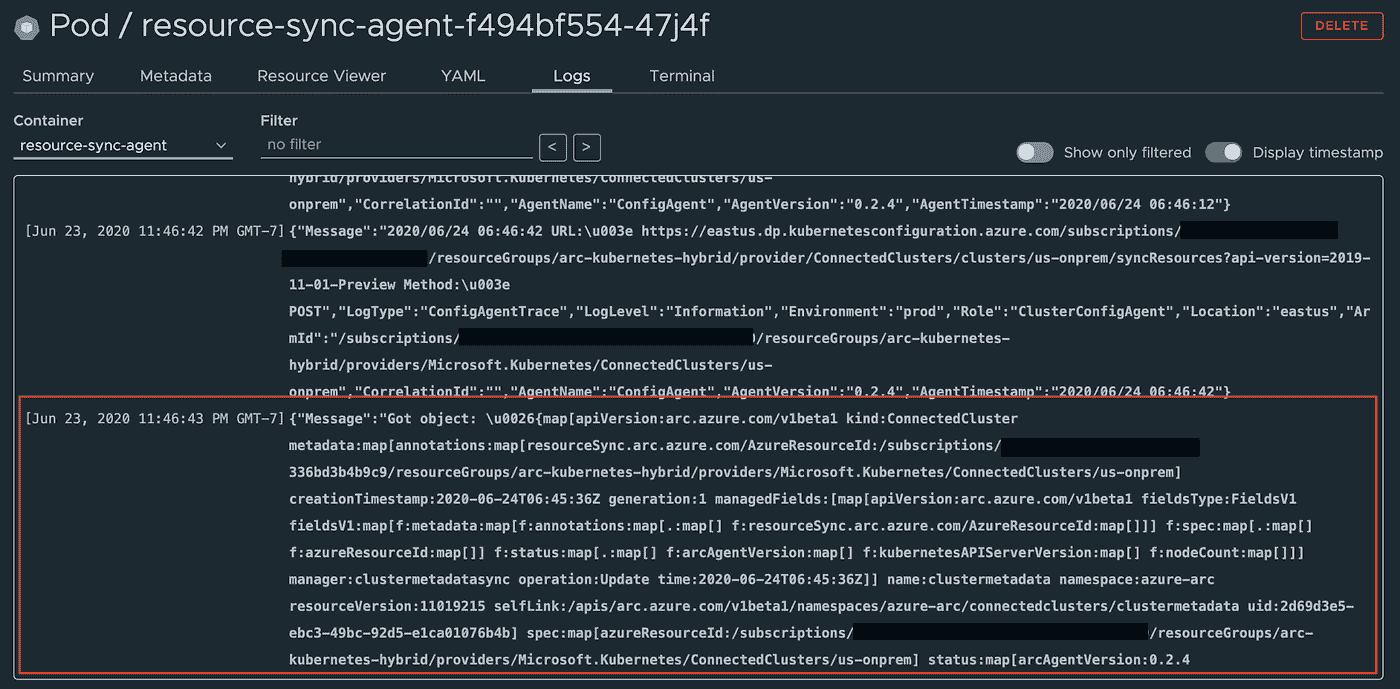 Pod / resource-sync-agent-f494bf554-47j4f
DELETE
Summary Metadata Resource Viewer YAML Logs Terminal
Container Filter
resource-sync-agent no filter < > Show only filtered Display timestamp
hybrid/providers/Microsoft.Kubernetes/ConnectedClusters/us-
onprem","CorrelationId":"","AgentName":"ConfigAgent","AgentVersion":"0.2.4","AgentTimestamp":"2020/06/24 06:46:12"}
[Jun 23, 2020 11:46:42 PM GMT-7] {"Message":"2020/06/24 06:46:42 URL:\u003e https://eastus.dp.kubernetesconfiguration.azure.com/subscriptions/
/resourceGroups/arc-kubernetes-hybrid/provider/ConnectedClusters/clusters/us-onprem/syncResources?api-version=2019-
11-01-Preview Method:\u003e
POST","LogType":"ConfigAgentTrace","LogLevel":"Information","Environment":"prod","Role":"ClusterConfigAgent","Location":"eastus","Ar
mId":"/subscriptions/ /resourceGroups/arc-kubernetes-
hybrid/providers/Microsoft.Kubernetes/ConnectedClusters/us-
onprem","CorrelationId":"","AgentName":"ConfigAgent","AgentVersion":"0.2.4","AgentTimestamp":"2020/06/24 06:46:42"}
[Jun 23, 2020 11:46:43 PM GMT-7] {"Message":"Got object: \u0026{map[apiVersion:arc.azure.com/v1beta1 kind:ConnectedCluster
metadata:map[annotations:map[resourceSync.arc.azure.com/AzureResourceId:/subscriptions/
336bd3b4b9c9/resourceGroups/arc-kubernetes-hybrid/providers/Microsoft.Kubernetes/ConnectedClusters/us-onprem]
creationTimestamp:2020-06-24T06:45:36Z generation:1 managedFields:[map[apiVersion:arc.azure.com/v1beta1 fieldsType:FieldsV1
fieldsV1:map[f:metadata:map[f:annotations:map[.:map[] f:resourceSync.arc.azure.com/AzureResourceId:map[]]] f:spec:map[.:map[]
f:azureResourceId:map[]] f:status:map[.:map[] f:arcAgentVersion:map[] f:kubernetesAPIServerVersion:map[] f:nodeCount:map[]]]
manager:clustermetadatasync operation:Update time:2020-06-24T06:45:36Z]] name:clustermetadata namespace:azure-arc
resourceVersion:11019215 selfLink:/apis/arc.azure.com/v1beta1/namespaces/azure-arc/connectedclusters/clustermetadata uid:2d69d3e5-
ebc3-49bc-92d5-e1ca01076b4b] spec:map[azureResourceId:/subscriptions/ /resourceGroups/arc-
kubernetes-hybrid/providers/Microsoft.Kubernetes/ConnectedClusters/us-onprem] status:map[arcAgentVersion:0.2.4